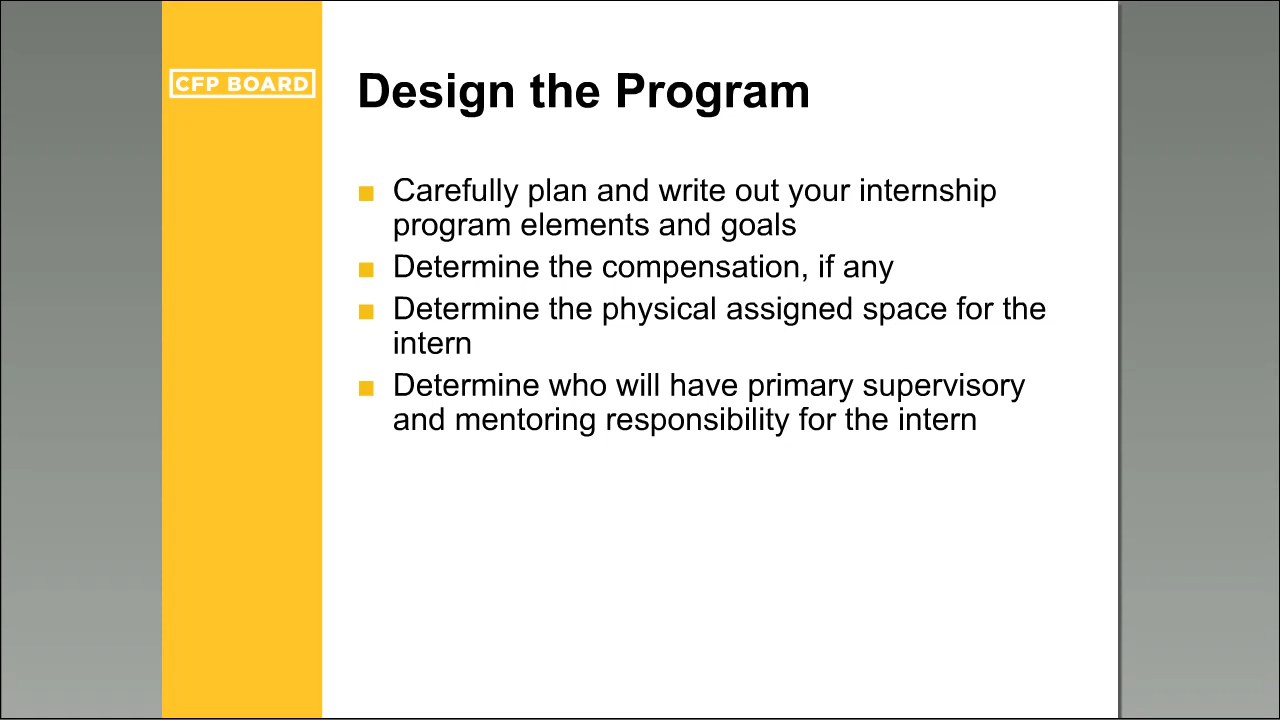 CFP BOARD
Design the Program
Carefully plan and write out your internship
program elements and goals
Determine the compensation, if any
Determine the physical assigned space for the
intern
Determine who will have primary supervisory
and mentoring responsibility for the intern